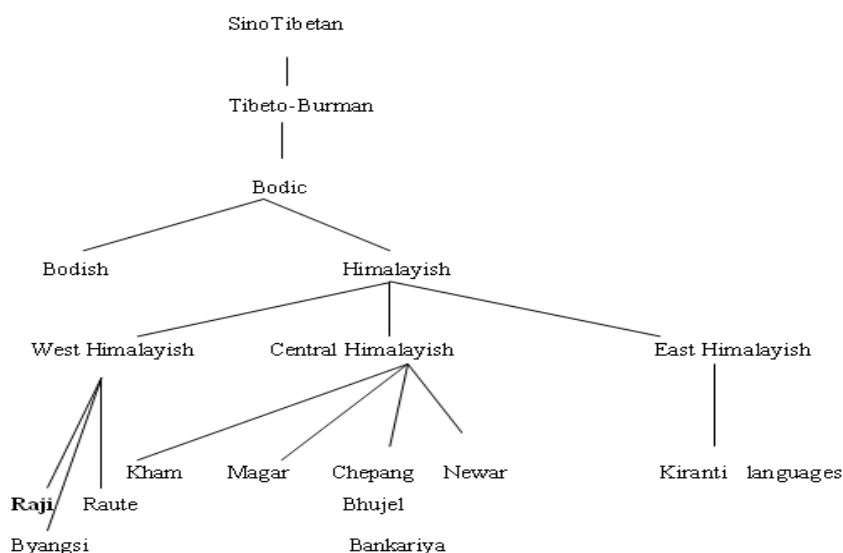 SinoTibetan
Tibeto-Burman
Bodic
Bodish Himalayish
West Himalayish Central Himalayish East Himalayish
Kham Magar Chepang Newar Kiranti languages
Raji Raute Bhujel
Byangsi Bankariya